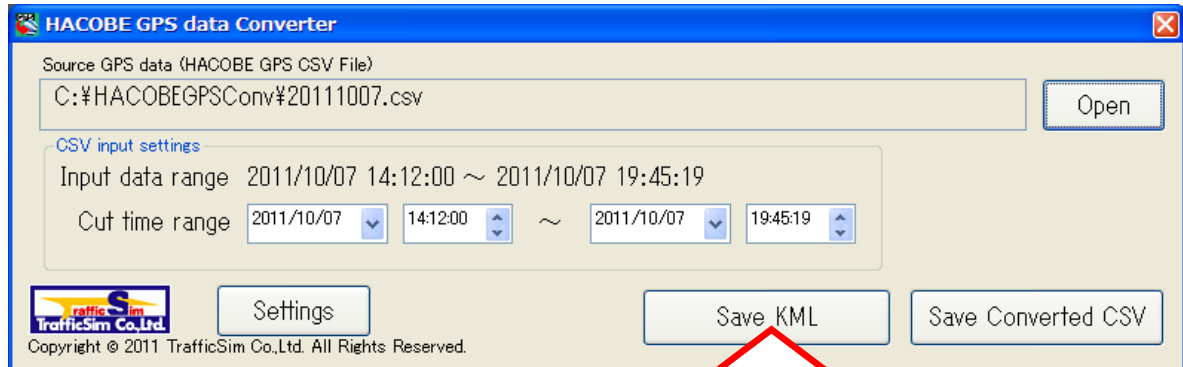 HACOBE GPS data Converter
Source GPS data (HACOBE GPS CSV File)
C:¥HACOBEGPSConv¥20111007.csv
Open
CSV input settings
Input data range 2011/10/07 14:12:00 ～ 2011/10/07 19:45:19
Cut time range 2011/10/07 14:12:00 ～ 2011/10/07 19:45:19
raffic Sim
TrafficSim Co.,Ltd.
Settings
Save KML
Save Converted CSV
Copyright © 2011 TrafficSim Co.,Ltd. All Rights Reserved.